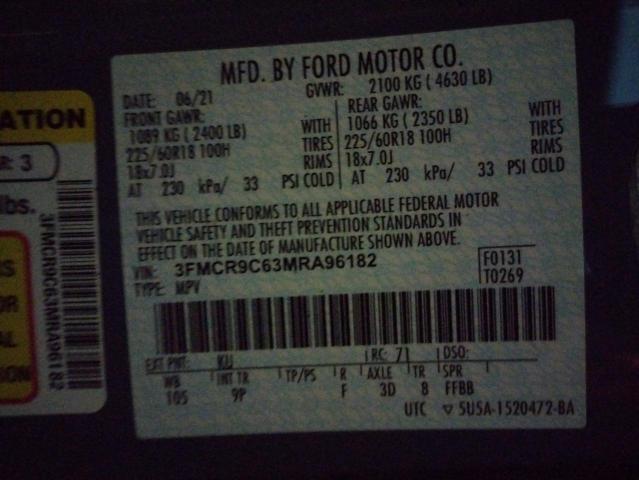 MFD. BY FORD MOTOR CO.
DATE: 06/21 GVWR: 2100 KG ( 4630 LB)
FRONT GAWR: REAR GAWR:
1089 KG ( 2400 LB) WITH 1066 KG ( 2350 LB) WITH
225/60R18 100H TIRES 225/60R18 100H TIRES
18x7.0J RIMS 18x7.0J RIMS
AT 230 kPa/ 33 PSI COLD AT 230 kPa/ 33 PSI COLD
THIS VEHICLE CONFORMS TO ALL APPLICABLE FEDERAL MOTOR
VEHICLE SAFETY AND THEFT PREVENTION STANDARDS IN
EFFECT ON THE DATE OF MANUFACTURE SHOWN ABOVE.
VIN: 3FMCR9C63MRA96182 F0131
TYPE: MPV T0269
EXT PNT: RC: 71 DSO:
WB INT TR TP/PS R AXLE TR SPR
105 9P F 3D 8 FFBB
UTC 5U5A-1520472-BA
ATION
R: 3
lbs.
3FMCR9C63MRA96182
S
OR
AL
ION